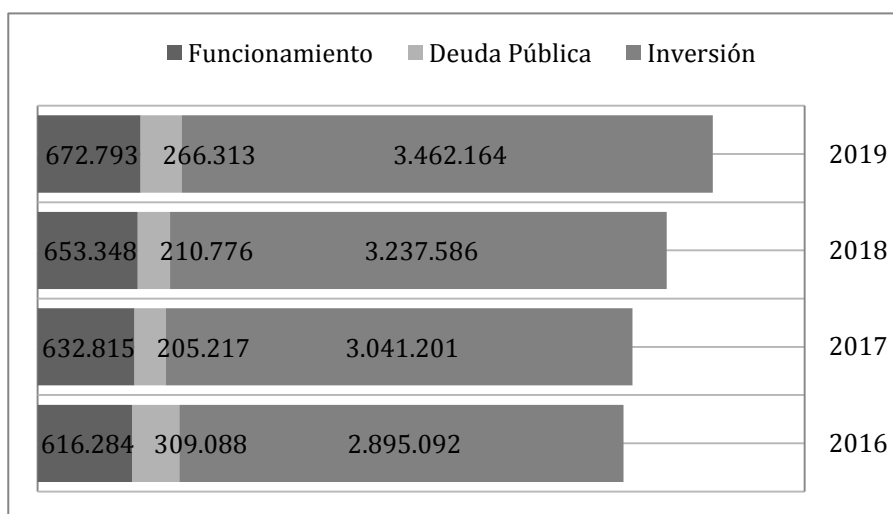 Funcionamiento Deuda Pública Inversión
672.793 266.313 3.462.164 2019
653.348 210.776 3.237.586 2018
632.815 205.217 3.041.201 2017
616.284 309.088 2.895.092 2016